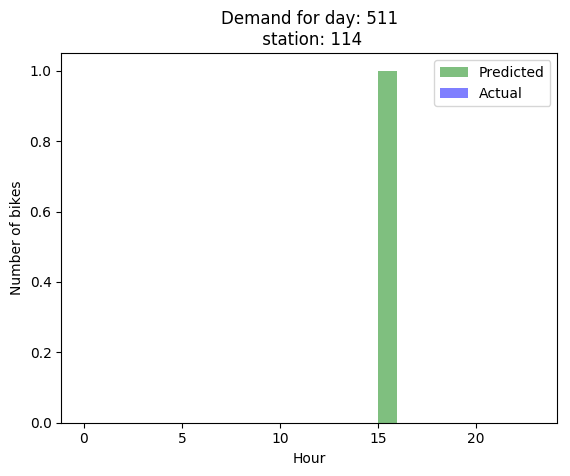 Demand for day: 511
station: 114
Predicted
Actual
Number of bikes
1.0
0.8
0.6
0.4
0.2
0.0
0 5 10 15 20
Hour